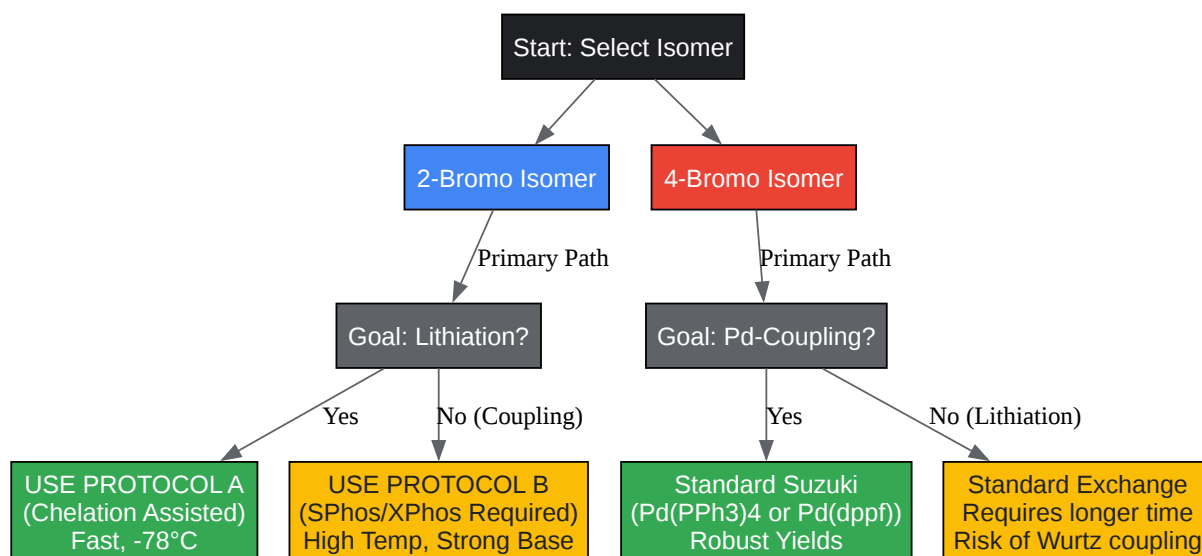 Start: Select Isomer
2-Bromo Isomer
4-Bromo Isomer
Primary Path
Primary Path
Goal: Lithiation?
Goal: Pd-Coupling?
Yes
No (Coupling)
Yes
No (Lithiation)
USE PROTOCOL A
(Chelation Assisted)
Fast, -78°C
USE PROTOCOL B
(SPhos/XPhos Required)
High Temp, Strong Base
Standard Suzuki
(Pd(PPh3)4 or Pd(dppf))
Robust Yields
Standard Exchange
Requires longer time
Risk of Wurtz coupling